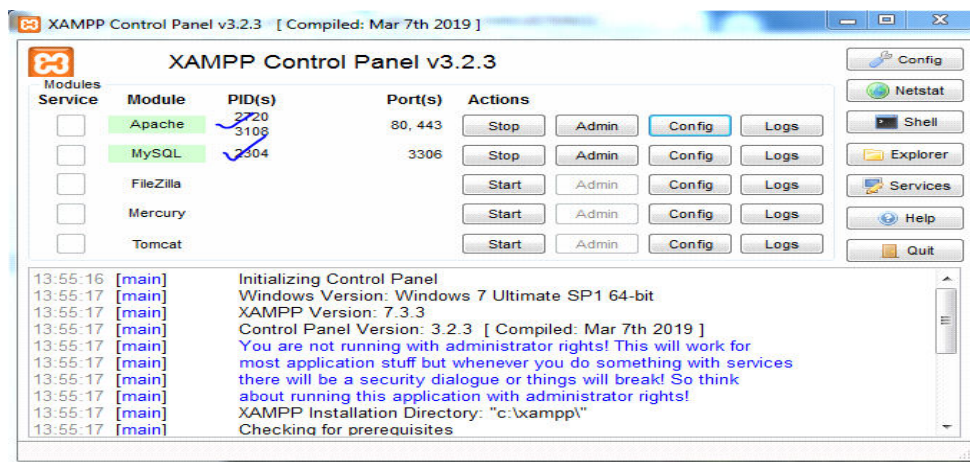 XAMPP Control Panel v3.2.3 [ Compiled: Mar 7th 2019 ]
XAMPP Control Panel v3.2.3
Config
Modules
Service Module PID(s) Port(s) Actions
Netstat
Apache 2720 3108 80, 443 Stop Admin Config Logs
Shell
MySQL 2304 3306 Stop Admin Config Logs
Explorer
FileZilla Start Admin Config Logs
Services
Mercury Start Admin Config Logs
Help
Tomcat Start Admin Config Logs
Quit
13:55:16 [main] Initializing Control Panel
13:55:17 [main] Windows Version: Windows 7 Ultimate SP1 64-bit
13:55:17 [main] XAMPP Version: 7.3.3
13:55:17 [main] Control Panel Version: 3.2.3 [ Compiled: Mar 7th 2019 ]
13:55:17 [main] You are not running with administrator rights! This will work for
13:55:17 [main] most application stuff but whenever you do something with services
13:55:17 [main] there will be a security dialogue or things will break! So think
13:55:17 [main] about running this application with administrator rights!
13:55:17 [main] XAMPP Installation Directory: "c:\xampp\"
13:55:17 [main] Checking for prerequisites